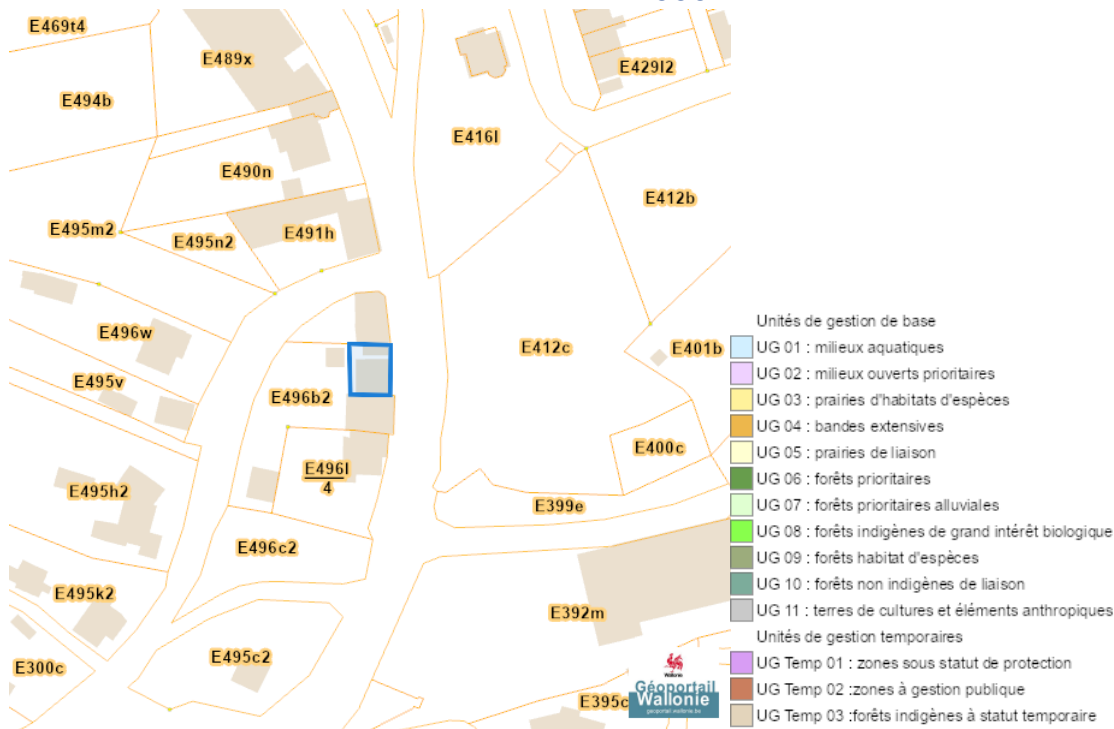 E469t4
E489x
E429l2
E494b
E416l
E490n
E412b
E495m2
E495n2
E491h
E496w
E412c
E401b
E495v
E496b2
E400c
E496l
4
E495h2
E399e
E496c2
E495k2
E392m
E495c2
E300c
E395c
Wallonie
Géoportail
Wallonie
geoportail.wallonie.be
Unités de gestion de base
UG 01 : milieux aquatiques
UG 02 : milieux ouverts prioritaires
UG 03 : prairies d'habitats d'espèces
UG 04 : bandes extensives
UG 05 : prairies de liaison
UG 06 : forêts prioritaires
UG 07 : forêts prioritaires alluviales
UG 08 : forêts indigènes de grand intérêt biologique
UG 09 : forêts habitat d'espèces
UG 10 : forêts non indigènes de liaison
UG 11 : terres de cultures et éléments anthropiques
Unités de gestion temporaires
UG Temp 01 : zones sous statut de protection
UG Temp 02 :zones à gestion publique
UG Temp 03 :forêts indigènes à statut temporaire